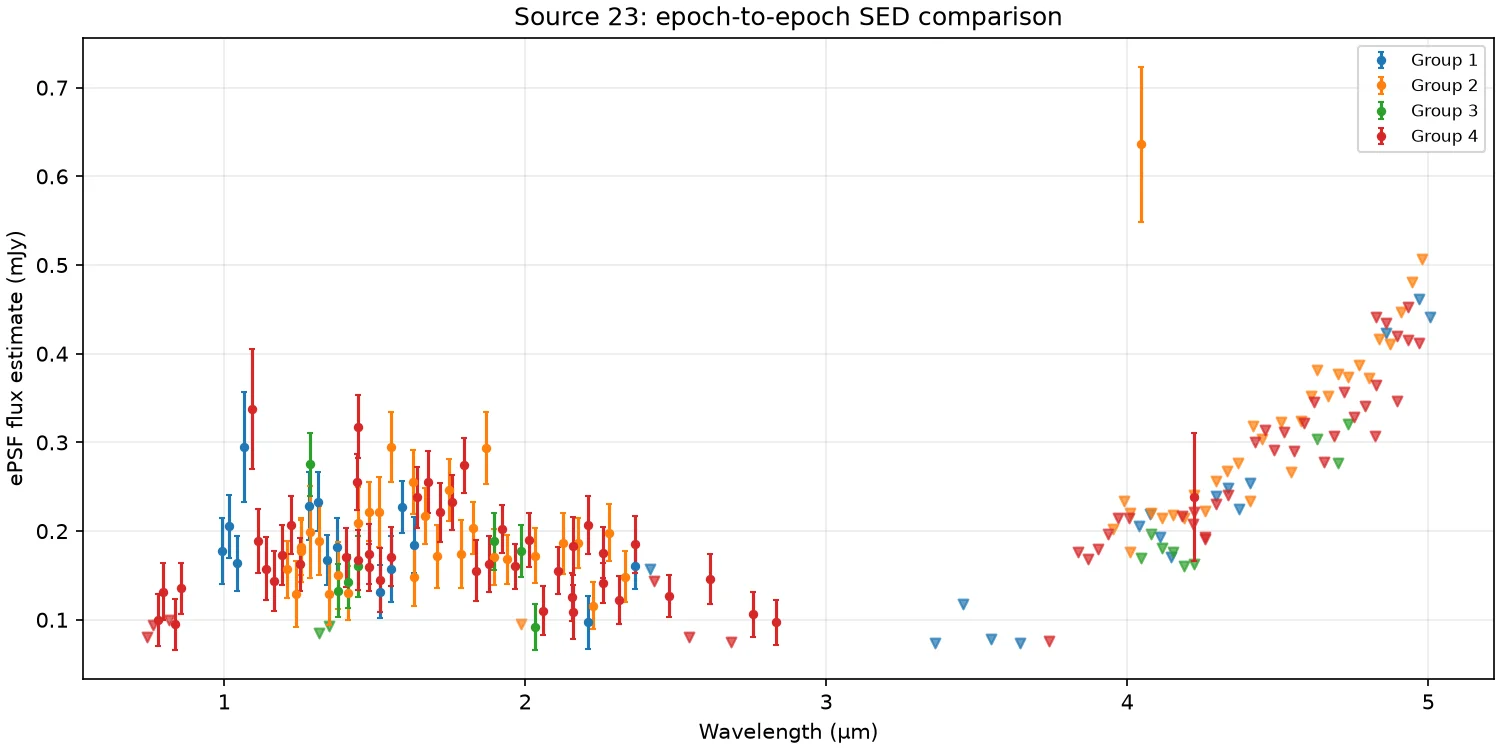 Source 23: epoch-to-epoch SED comparison
Group 1
Group 2
Group 3
Group 4
ePSF flux estimate (mJy)
0.7
0.6
0.5
0.4
0.3
0.2
0.1
1 2 3 4 5
Wavelength (μm)